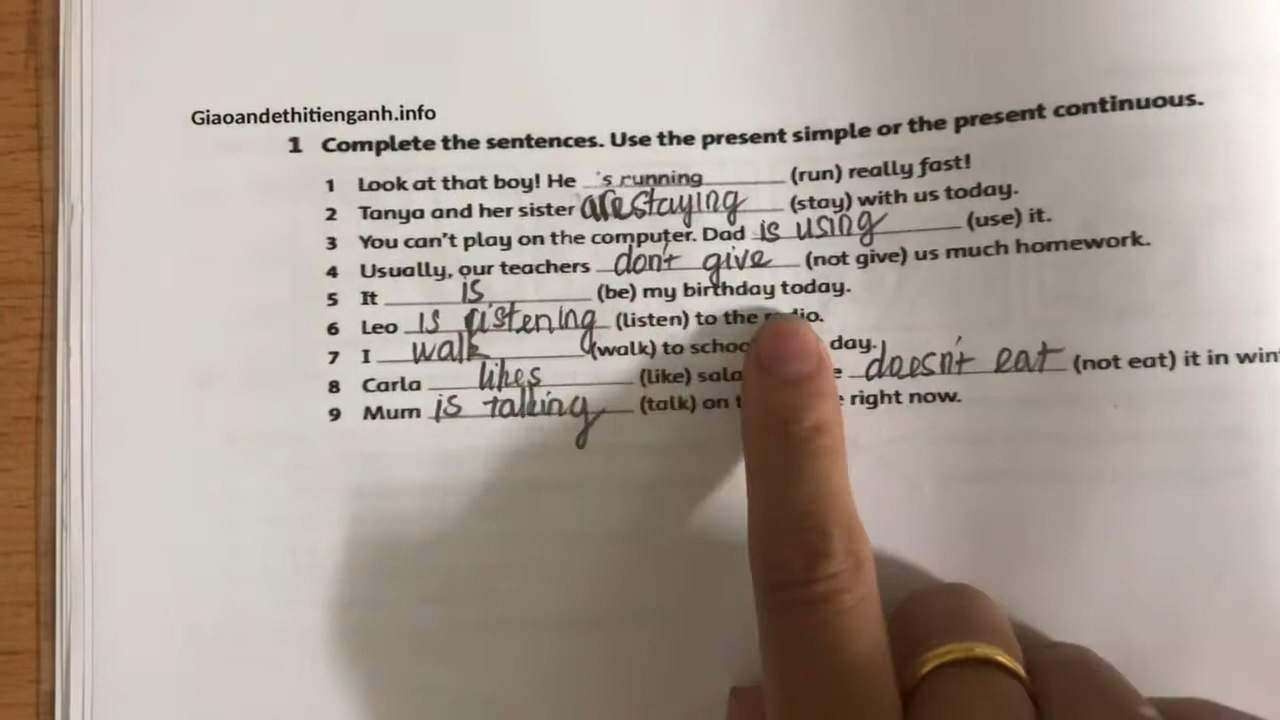 Giaoandethitienganh.info
1 Complete the sentences. Use the present simple or the present continuous.
1 Look at that boy! He 's running (run) really fast!
2 Tanya and her sister are staying (stay) with us today.
3 You can't play on the computer. Dad is using (use) it.
4 Usually, our teachers don't give (not give) us much homework.
5 It is (be) my birthday today.
6 Leo is listening (listen) to the radio.
7 I walk (walk) to day.
8 Carla likes (like) doesn't eat (not eat) it in
9 Mum is talking (talk) on right now.